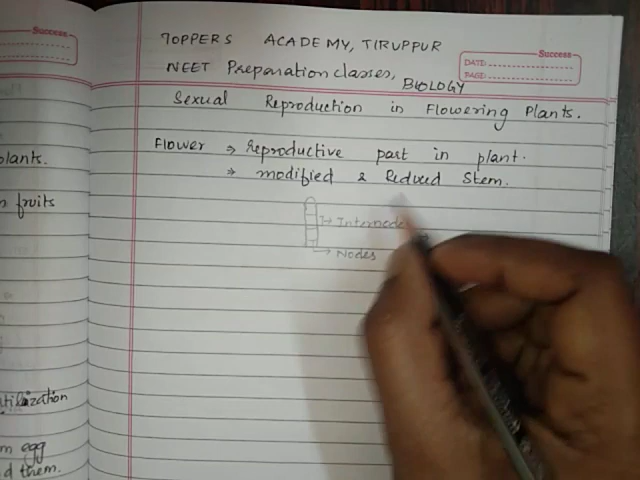 Success
TOPPERS ACADEMY, TIRUPPUR
Success
DATE:
PAGE:
NEET Preparation classes, BIOLOGY
Sexual Reproduction in Flowering Plants.
Flower → Reproductive part in plant.
→ modified & Reduced Stem.
→ Internode
→ Nodes
plants.
fruits
egg
d them.